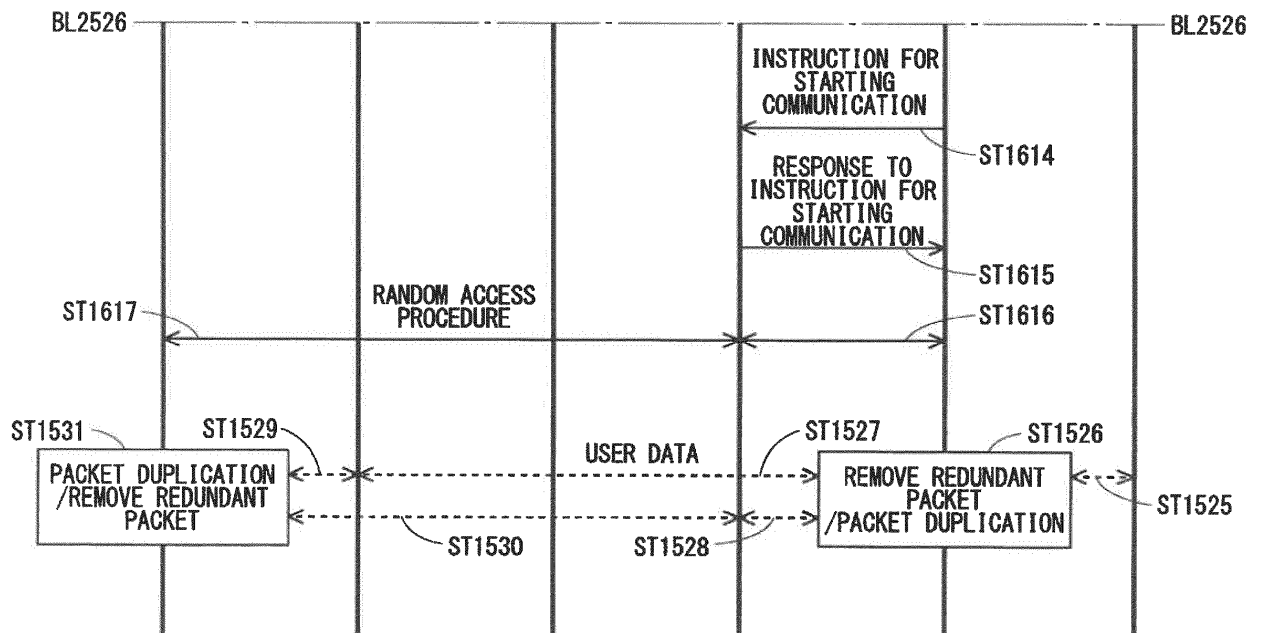 BL2526
BL2526
INSTRUCTION FOR
STARTING
COMMUNICATION
ST1614
RESPONSE TO
INSTRUCTION FOR
STARTING
COMMUNICATION
ST1615
RANDOM ACCESS
PROCEDURE
ST1617
ST1616
ST1531
ST1529
USER DATA
ST1527
ST1526
PACKET DUPLICATION
/REMOVE REDUNDANT
PACKET
REMOVE REDUNDANT
PACKET
/PACKET DUPLICATION
ST1525
ST1530
ST1528